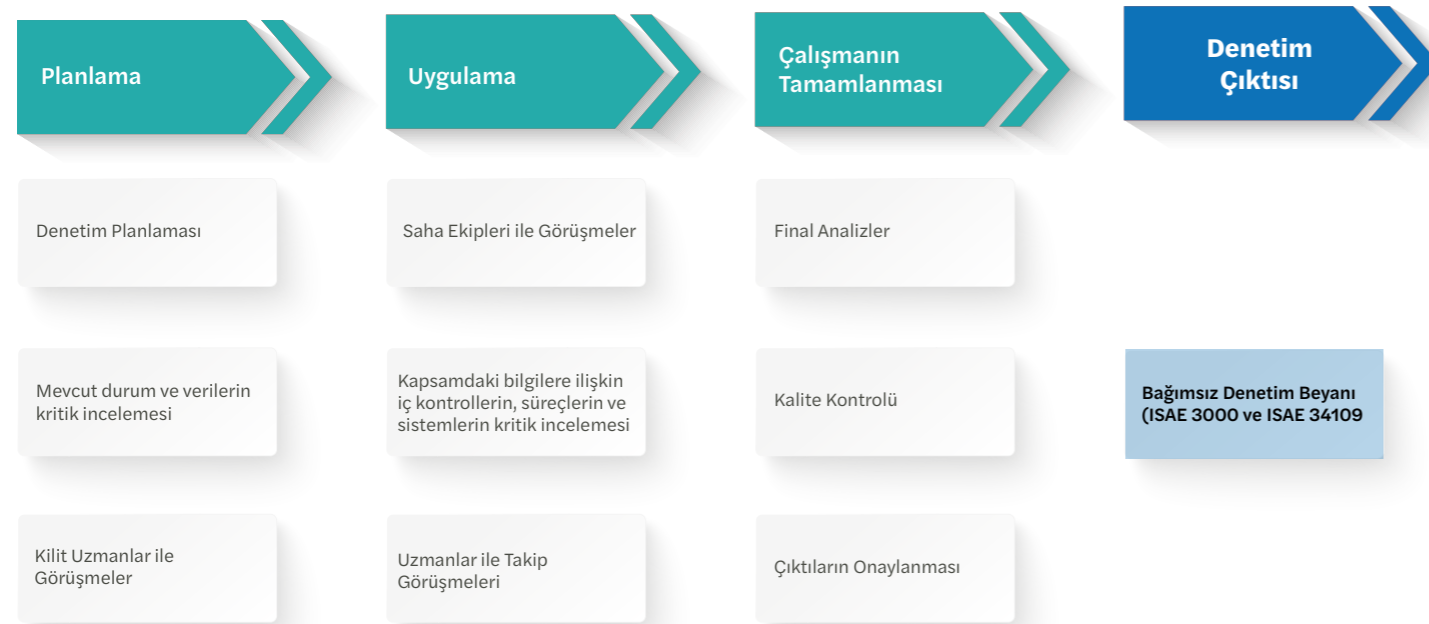 Planlama
Uygulama
Çalışmanın
Tamamlanması
Denetim
Çıktısı
Denetim Planlaması
Saha Ekipleri ile Görüşmeler
Final Analizler
Mevcut durum ve verilerin
kritik incelemesi
Kapsamdaki bilgilere ilişkin
iç kontrollerin, süreçlerin ve
sistemlerin kritik incelemesi
Kalite Kontrolü
Bağımsız Denetim Beyanı
(ISAE 3000 ve ISAE 34109
Kilit Uzmanlar ile
Görüşmeler
Uzmanlar ile Takip
Görüşmeleri
Çıktıların Onaylanması